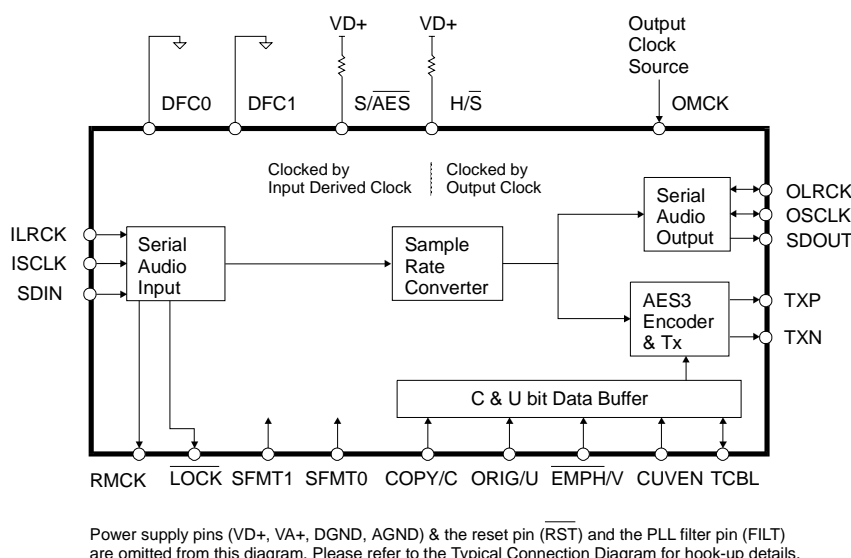 VD+ VD+ Output
Clock
Source
DFC0 DFC1 S/A̅E̅S̅ H/S̅ OMCK
Clocked by
Input Derived Clock
Clocked by
Output Clock
ILRCK
ISCLK
SDIN
Serial
Audio
Input
Sample
Rate
Converter
Serial
Audio
Output
OLRCK
OSCLK
SDOUT
AES3
Encoder
& Tx
TXP
TXN
C & U bit Data Buffer
RMCK L̅O̅C̅K̅ SFMT1 SFMT0 COPY/C ORIG/U E̅M̅P̅H̅/V CUVEN TCBL
Power supply pins (VD+, VA+, DGND, AGND) & the reset pin (R̅S̅T̅) and the PLL filter pin (FILT)
are omitted from this diagram. Please refer to the Typical Connection Diagram for hook-up details.